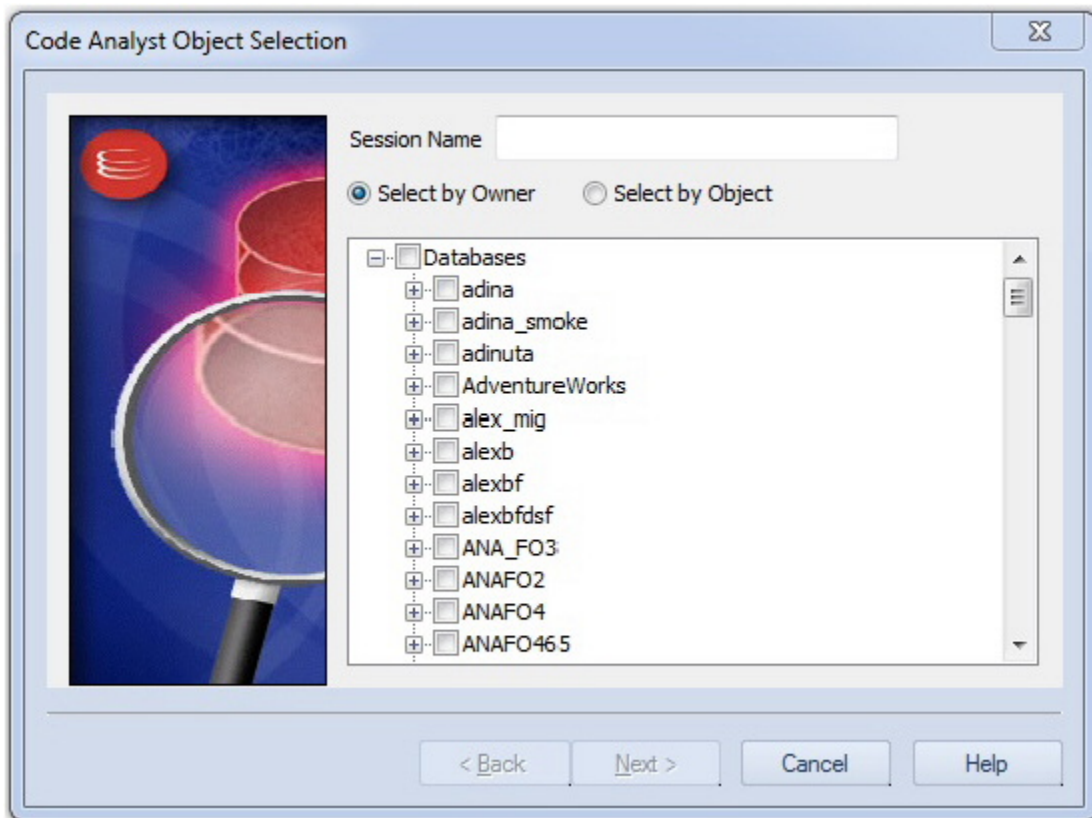 Code Analyst Object Selection
Session Name
Select by Owner Select by Object
Databases
adina
adina_smoke
adinuta
AdventureWorks
alex_mig
alexb
alexbf
alexbfdsf
ANA_FO3
ANAFO2
ANAFO4
ANAFO465
< Back Next > Cancel Help